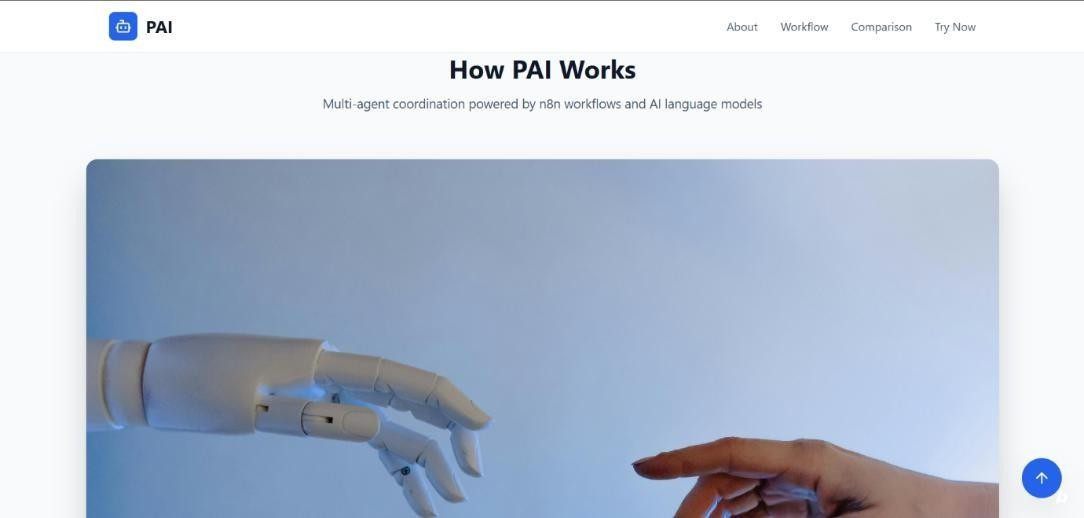 PAI
About Workflow Comparison Try Now
How PAI Works
Multi-agent coordination powered by n8n workflows and AI language models